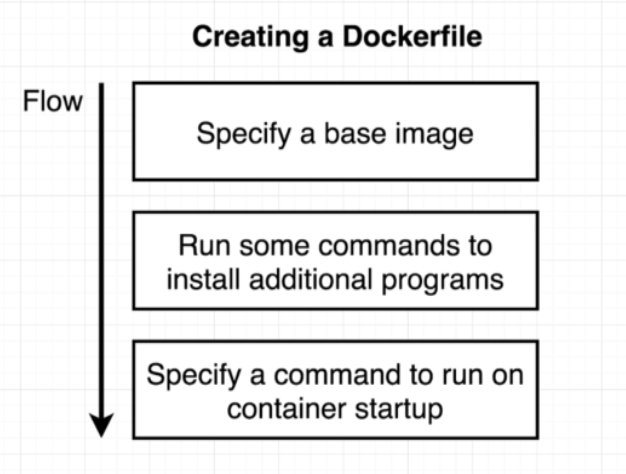 Creating a Dockerfile
Flow
Specify a base image
Run some commands to
install additional programs
Specify a command to run on
container startup